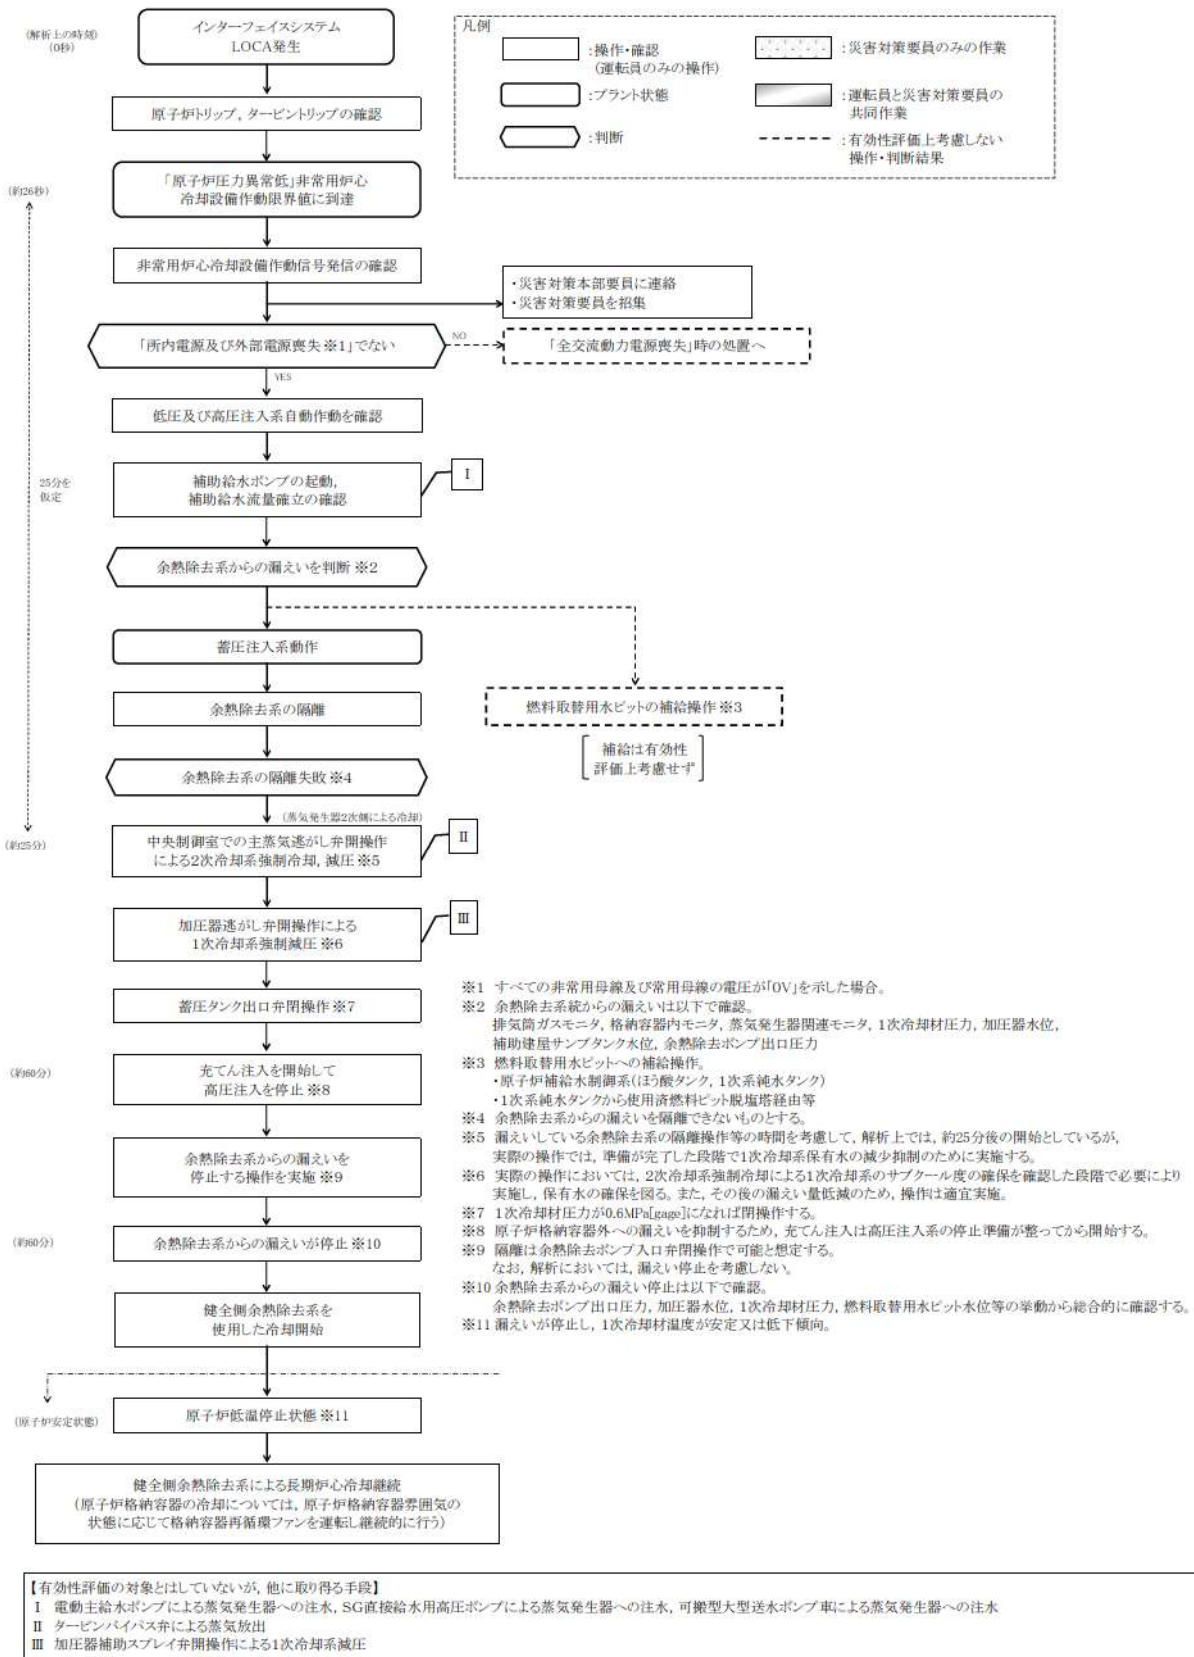 (解析上の時刻)
(0秒)
インターフェイスシステム
LOCA発生
凡例
:操作・確認
(運転員のみの操作)
:プラント状態
:判断
:災害対策要員のみの作業
:運転員と災害対策要員の
共同作業
:有効性評価上考慮しない
操作・判断結果
原子炉トリップ, タービントリップの確認
(約26秒)
「原子炉圧力異常低」非常用炉心
冷却設備作動限界値に到達
非常用炉心冷却設備作動信号発信の確認
・災害対策本部要員に連絡
・災害対策要員を招集
「所内電源及び外部電源喪失※1」でない
NO
「全交流動力電源喪失」時の処置へ
YES
低圧及び高圧注入系自動作動を確認
25分を
仮定
補助給水ポンプの起動,
補助給水流量確立の確認
I
余熱除去系からの漏えいを判断※2
蓄圧注入系動作
余熱除去系の隔離
燃料取替用水ピットの補給操作※3
補給は有効性
評価上考慮せず
余熱除去系の隔離失敗※4
(蒸気発生器2次側による冷却)
(約25分)
中央制御室での主蒸気逃がし弁開操作
による2次冷却系強制冷却, 減圧※5
II
加圧器逃がし弁開操作による
1次冷却系強制減圧※6
III
蓄圧タンク出口弁閉操作※7
(約60分)
充てん注入を開始して
高圧注入を停止※8
余熱除去系からの漏えいを
停止する操作を実施※9
(約60分)
余熱除去系からの漏えいが停止※10
健全側余熱除去系を
使用した冷却開始
※1 すべての非常用母線及び常用母線の電圧が「0V」を示した場合。
※2 余熱除去系統からの漏えいは以下で確認。
排気筒ガスモニタ, 格納容器内モニタ, 蒸気発生器関連モニタ, 1次冷却材圧力, 加圧器水位,
補助建屋サンプタンク水位, 余熱除去ポンプ出口圧力
※3 燃料取替用水ピットへの補給操作。
・原子炉補給水制御系(ほう酸タンク, 1次系純水タンク)
・1次系純水タンクから使用済燃料ピット脱塩塔経由等
※4 余熱除去系からの漏えいを隔離できないものとする。
※5 漏えいしている余熱除去系の隔離操作等の時間を考慮して, 解析上では, 約25分後の開始としているが,
実際の操作では, 準備が完了した段階で1次冷却系保有水の減少抑制のために実施する。
※6 実際の操作においては, 2次冷却系強制冷却による1次冷却系のサブクール度の確保を確認した段階で必要により
実施し, 保有水の確保を図る。また, その後の漏えい量低減のため, 操作は適宜実施。
※7 1次冷却材圧力が0.6MPa[gage]になれば閉操作する。
※8 原子炉格納容器外への漏えいを抑制するため, 充てん注入は高圧注入系の停止準備が整ってから開始する。
※9 隔離は余熱除去ポンプ入口弁閉操作で可能と想定する。
なお, 解析においては, 漏えい停止を考慮しない。
※10 余熱除去系からの漏えい停止は以下で確認。
余熱除去ポンプ出口圧力, 加圧器水位, 1次冷却材圧力, 燃料取替用水ピット水位等の挙動から総合的に確認する。
※11 漏えいが停止し, 1次冷却材温度が安定又は低下傾向。
(原子炉安定状態)
原子炉低温停止状態※11
健全側余熱除去系による長期炉心冷却継続
(原子炉格納容器の冷却については, 原子炉格納容器雰囲気の
状態に応じて格納容器再循環ファンを運転し継続的に行う)
【有効性評価の対象とはしていないが, 他に取り得る手段】
I 電動主給水ポンプによる蒸気発生器への注水, SG直接給水用高圧ポンプによる蒸気発生器への注水, 可搬型大型送水ポンプ車による蒸気発生器への注水
II タービンバイパス弁による蒸気放出
III 加圧器補助スプレイ弁開操作による1次冷却系減圧